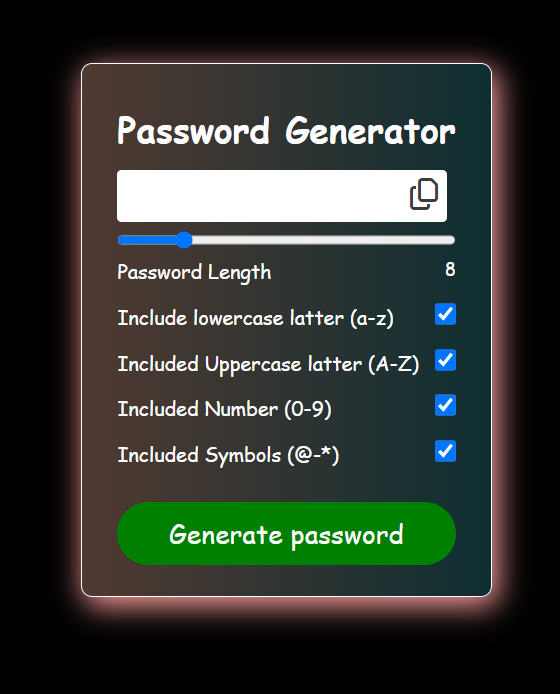 Password Generator
Password Length 8
Include lowercase latter (a-z)
Included Uppercase latter (A-Z)
Included Number (0-9)
Included Symbols (@-*)
Generate password